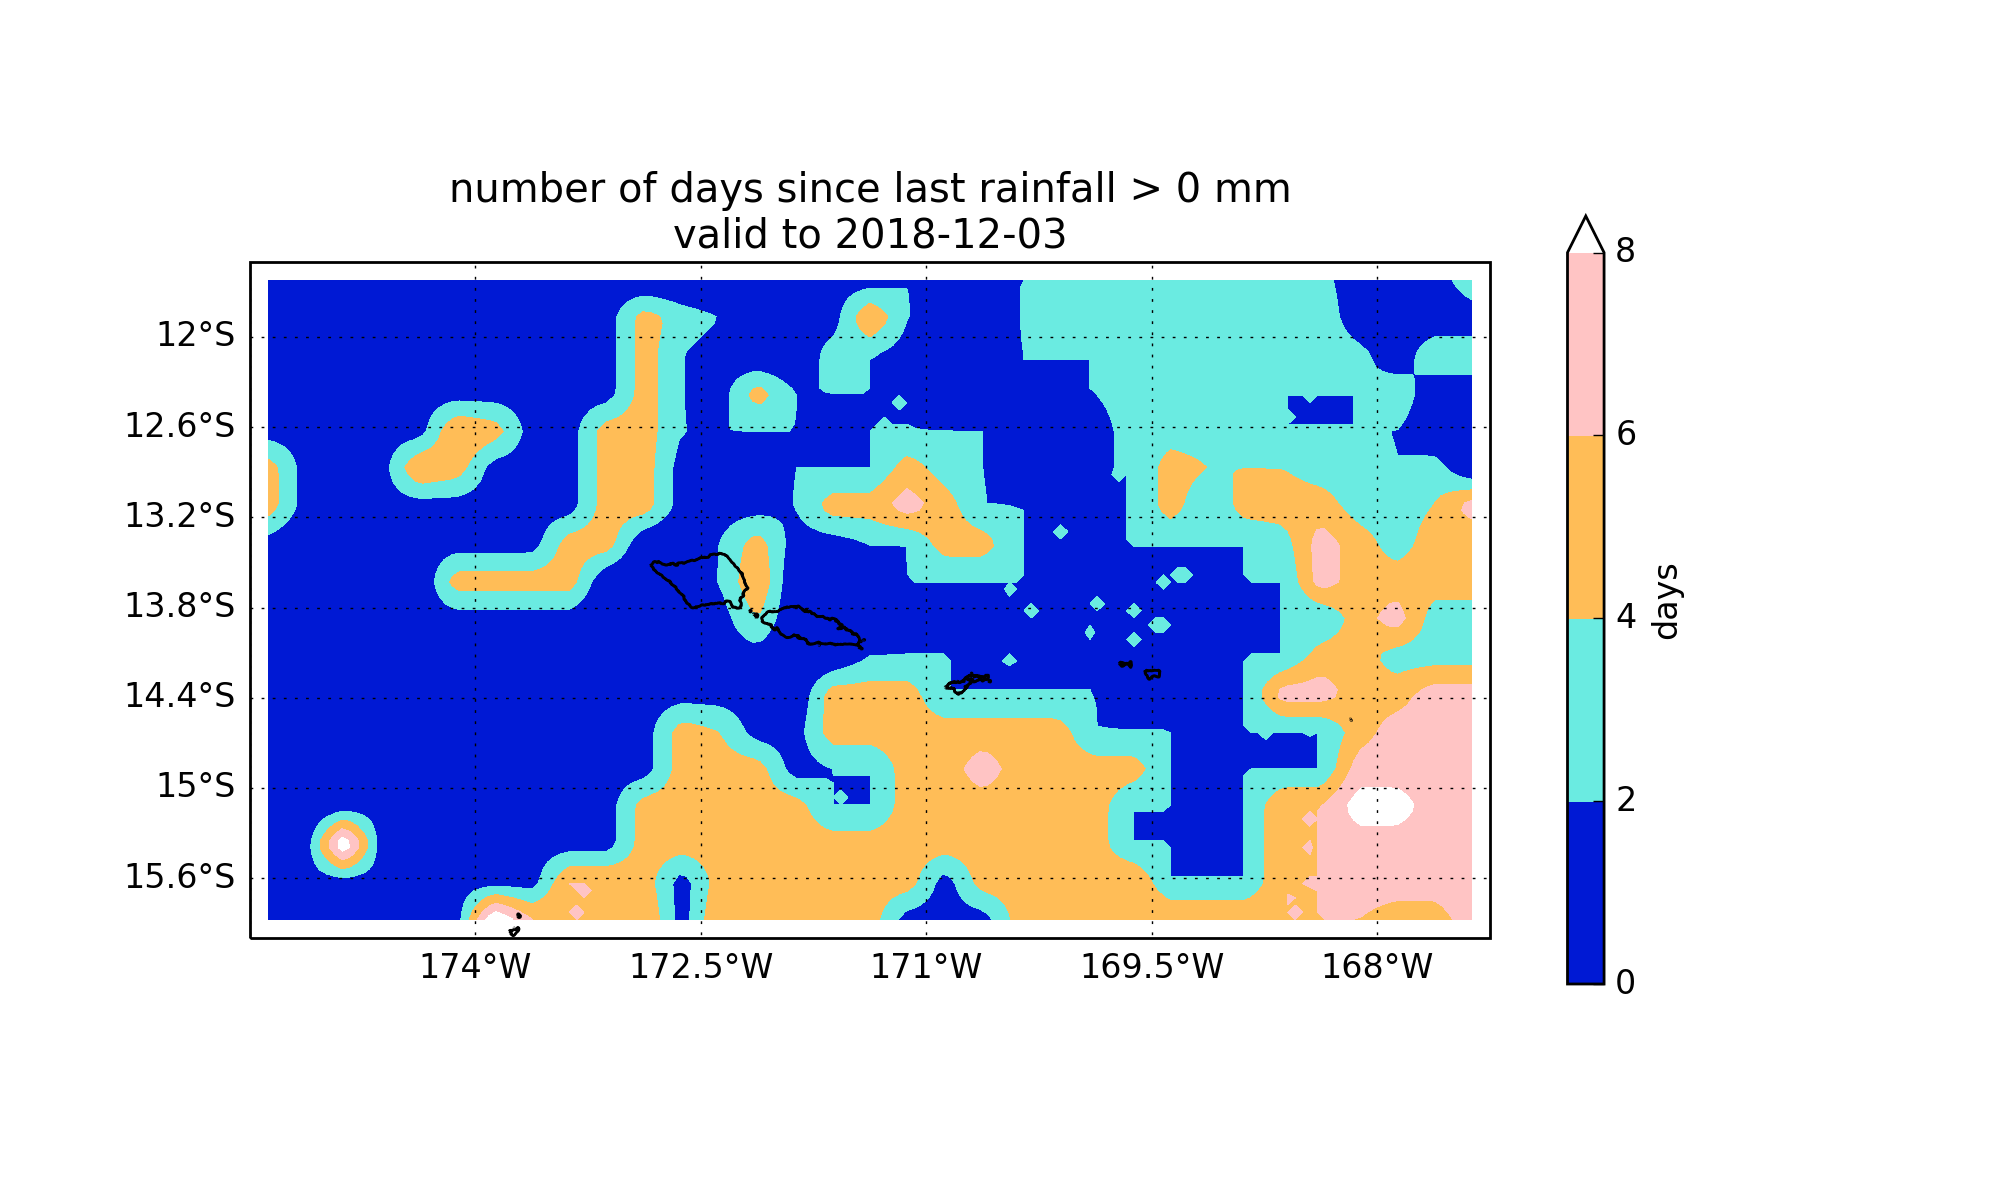 number of days since last rainfall > 0 mm
valid to 2018-12-03
12°S
12.6°S
13.2°S
13.8°S
14.4°S
15°S
15.6°S
174°W
172.5°W
171°W
169.5°W
168°W
8
6
4
2
0
days